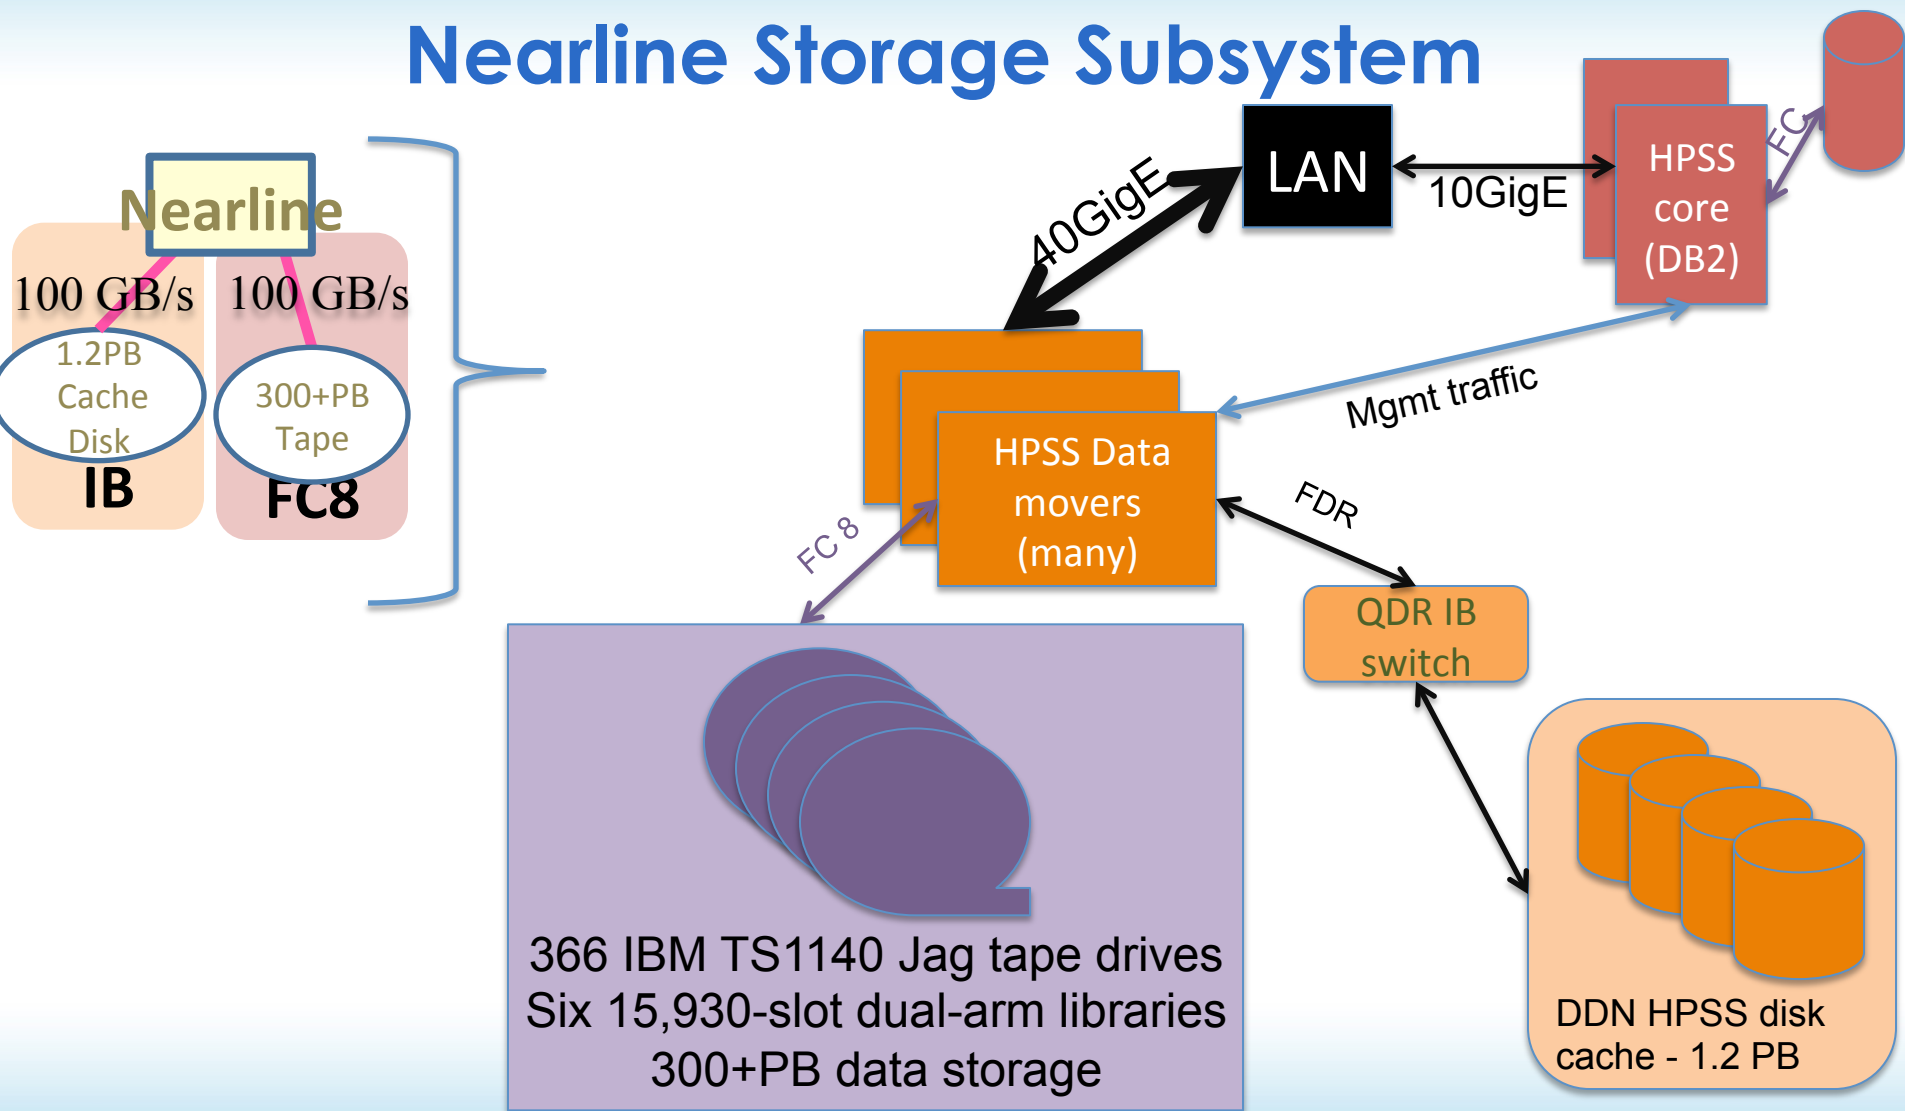 Nearline Storage Subsystem
Nearline
100 GB/s
100 GB/s
1.2PB
Cache
Disk
IB
300+PB
Tape
FC8
LAN
40GigE
10GigE
HPSS
core
(DB2)
FC
Mgmt traffic
HPSS Data
movers
(many)
FC 8
FDR
QDR IB
switch
366 IBM TS1140 Jag tape drives
Six 15,930-slot dual-arm libraries
300+PB data storage
DDN HPSS disk
cache - 1.2 PB